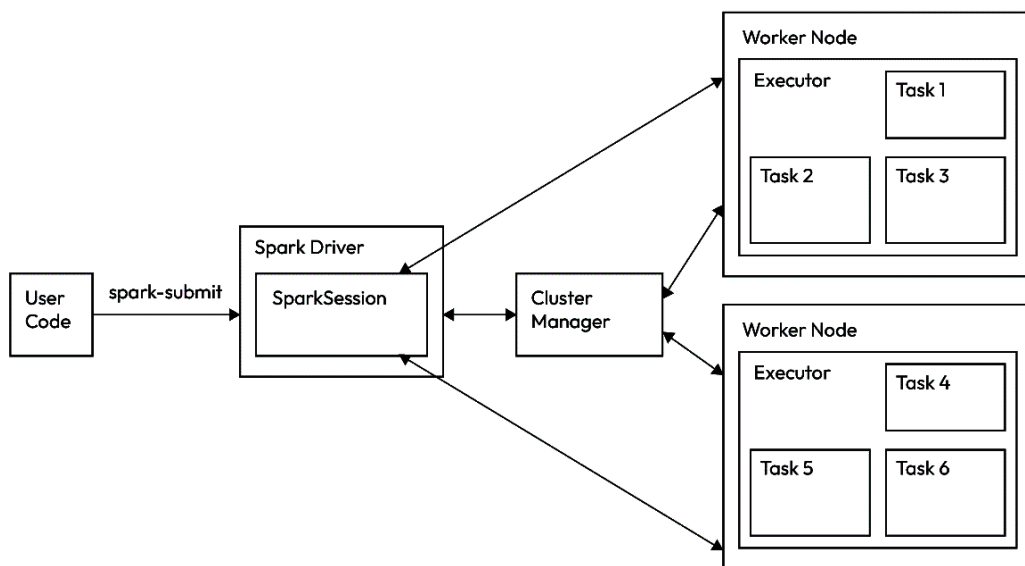 User
Code
spark-submit
Spark Driver
SparkSession
Cluster
Manager
Worker Node
Executor
Task 1
Task 2
Task 3
Worker Node
Executor
Task 4
Task 5
Task 6